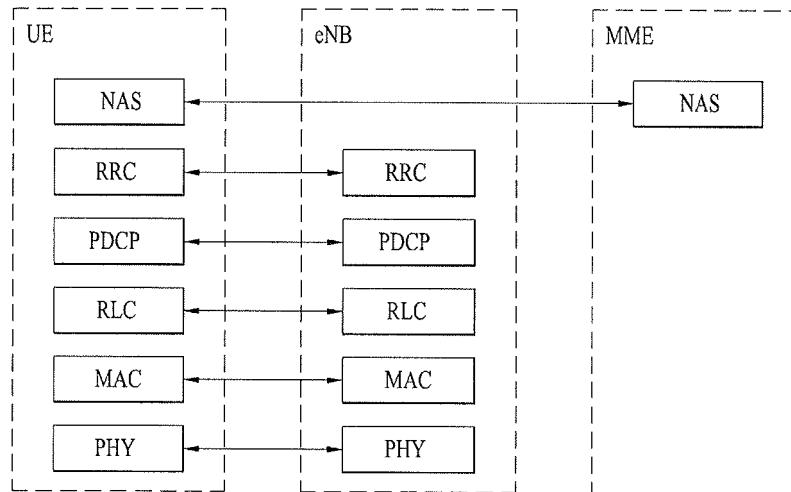 UE
eNB
MME
NAS
NAS
RRC
RRC
PDCP
PDCP
RLC
RLC
MAC
MAC
PHY
PHY